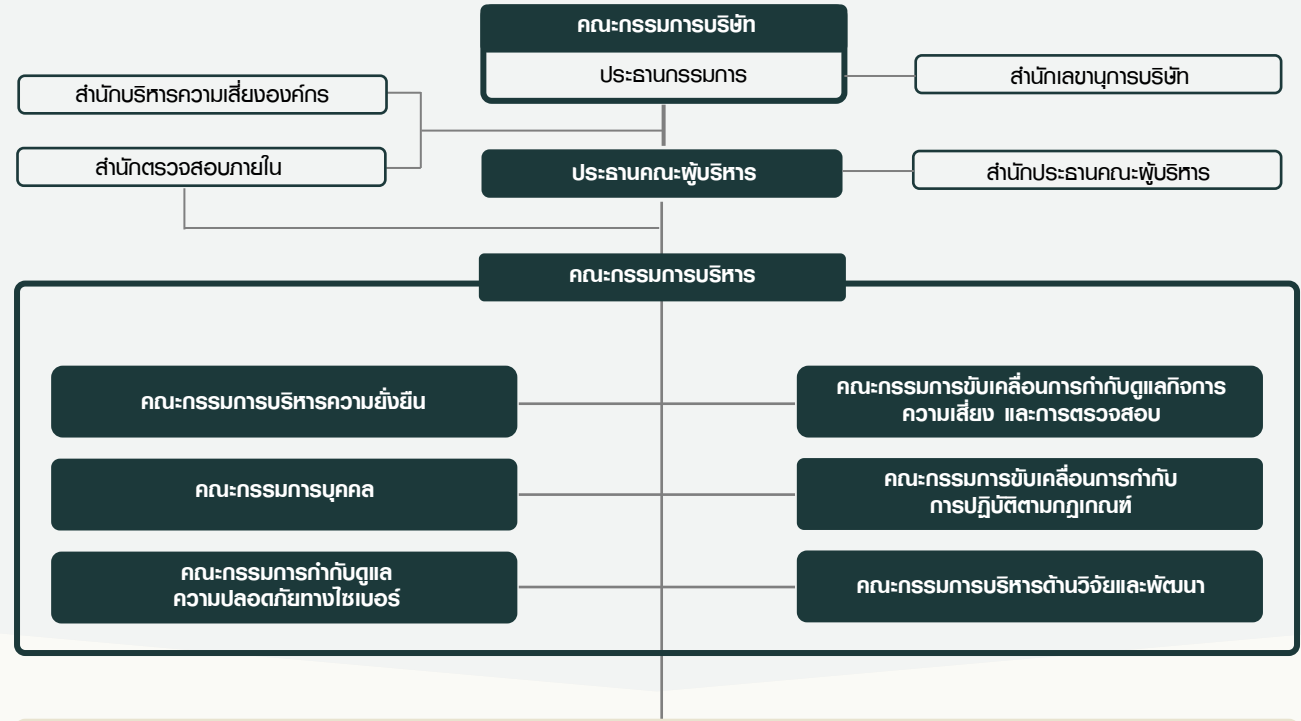 คณะกรรมการบริษัท
ประธานกรรมการ
สำนักเลขานุการบริษัท
สำนักบริหารความเสี่ยงองค์กร
สำนักตรวจสอบภายใน
ประธานคณะผู้บริหาร
สำนักประธานคณะผู้บริหาร
คณะกรรมการบริหาร
คณะกรรมการบริหารความยั่งยืน
คณะกรรมการขับเคลื่อนการกำกับดูแลกิจการ
ความเสี่ยง และการตรวจสอบ
คณะกรรมการบุคคล
คณะกรรมการขับเคลื่อนการกำกับ
การปฏิบัติตามกฎเกณฑ์
คณะกรรมการกำกับดูแล
ความปลอดภัยทางไซเบอร์
คณะกรรมการบริหารด้านวิจัยและพัฒนา